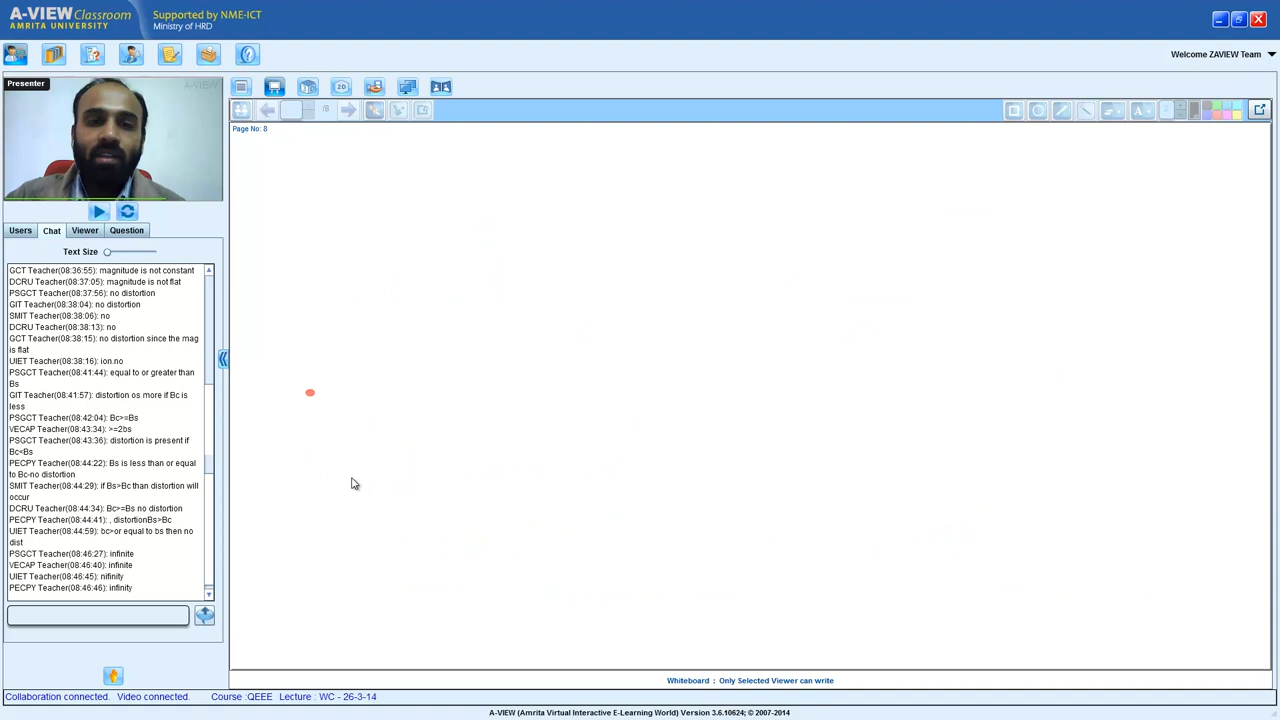 A-VIEW Classroom
AMRITA UNIVERSITY
Supported by NME-ICT
Ministry of HRD
Welcome ZAVIEW Team
Presenter
A-VIEW
/8
2D
A
2
Page No: 8
Users Chat Viewer Question
Text Size
GCT Teacher(08:36:55): magnitude is not constant
DCRU Teacher(08:37:05): magnitude is not flat
PSGCT Teacher(08:37:56): no distortion
GIT Teacher(08:38:04): no distortion
SMIT Teacher(08:38:06): no
DCRU Teacher(08:38:13): no
GCT Teacher(08:38:15): no distortion since the mag
is flat
UIET Teacher(08:38:16): ion.no
PSGCT Teacher(08:41:44): equal to or greater than
Bs
GIT Teacher(08:41:57): distortion os more if Bc is
less
PSGCT Teacher(08:42:04): Bc>=Bs
VECAP Teacher(08:43:34): >=2bs
PSGCT Teacher(08:43:36): distortion is present if
Bc<Bs
PECPY Teacher(08:44:22): Bs is less than or equal
to Bc-no distortion
SMIT Teacher(08:44:29): if Bs>Bc than distortion will
occur
DCRU Teacher(08:44:34): Bc>=Bs no distortion
PECPY Teacher(08:44:41): , distortionBs>Bc
UIET Teacher(08:44:59): bc>or equal to bs then no
dist
PSGCT Teacher(08:46:27): infinite
VECAP Teacher(08:46:40): infinite
UIET Teacher(08:46:45): nifinity
PECPY Teacher(08:46:46): infinity
Whiteboard : Only Selected Viewer can write
Collaboration connected. Video connected. Course :QEEE Lecture : WC - 26-3-14
A-VIEW (Amrita Virtual Interactive E-Learning World) Version 3.6.10624; © 2007-2014